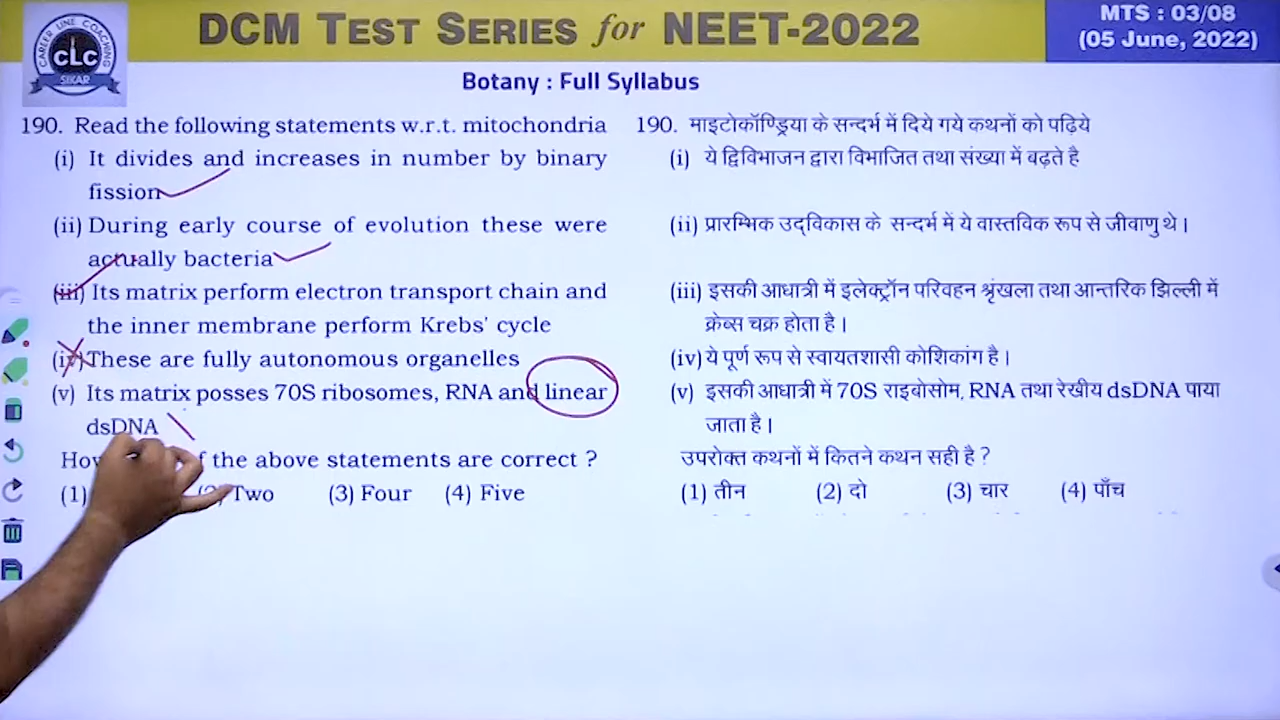 DCM TEST SERIES for NEET-2022
MTS : 03/08
(05 June, 2022)
CAREER LINE COACHING
CLC
SIKAR
Botany : Full Syllabus
190. Read the following statements w.r.t. mitochondria
(i) It divides and increases in number by binary
fission
(ii) During early course of evolution these were
actually bacteria
(iii) Its matrix perform electron transport chain and
the inner membrane perform Krebs' cycle
(iv) These are fully autonomous organelles
(v) Its matrix posses 70S ribosomes, RNA and linear
dsDNA
f the above statements are correct ?
(1) (2) Two (3) Four (4) Five
190. माइटोकॉण्ड्रिया के सन्दर्भ में दिये गये कथनों को पढ़िये
(i) ये द्विविभाजन द्वारा विभाजित तथा संख्या में बढ़ते है
(ii) प्रारम्भिक उद्विकास के सन्दर्भ में ये वास्तविक रूप से जीवाणु थे।
(iii) इसकी आधात्री में इलेक्ट्रॉन परिवहन श्रृंखला तथा आन्तरिक झिल्ली में
क्रेब्स चक्र होता है।
(iv) ये पूर्ण रूप से स्वायतशासी कोशिकांग है।
(v) इसकी आधात्री में 70S राइबोसोम, RNA तथा रेखीय dsDNA पाया
जाता है।
उपरोक्त कथनों में कितने कथन सही है ?
(1) तीन (2) दो (3) चार (4) पाँच